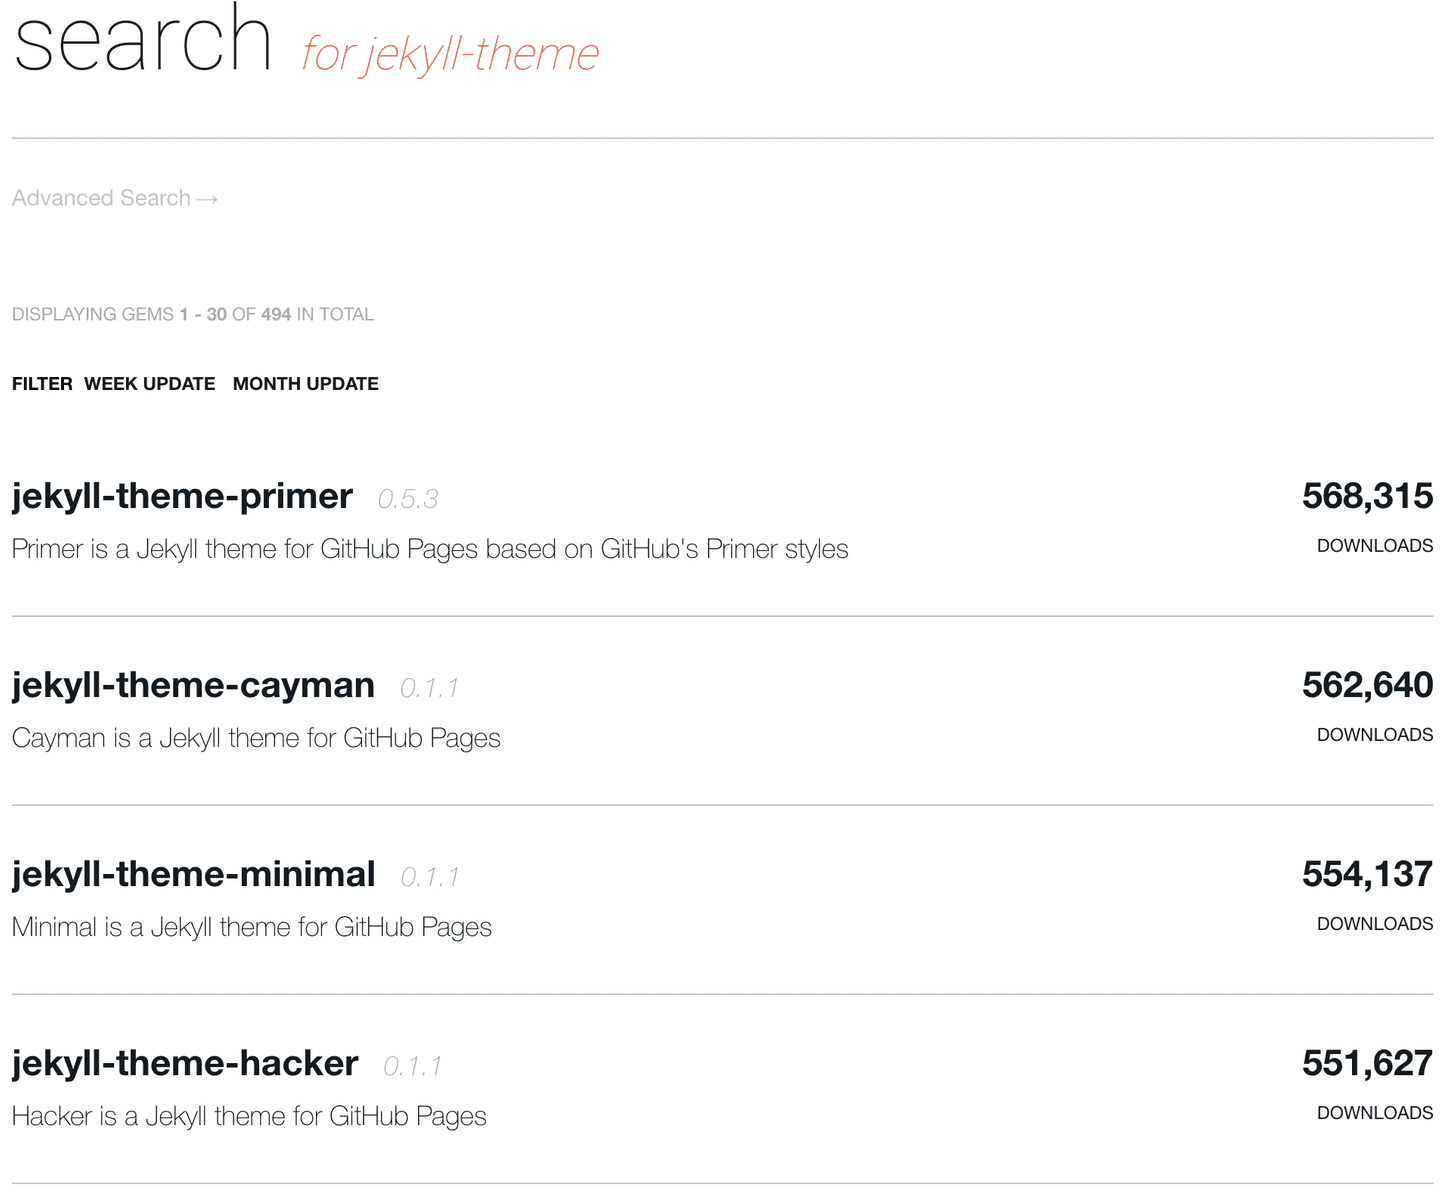 search for jekyll-theme
Advanced Search →
DISPLAYING GEMS 1 - 30 OF 494 IN TOTAL
FILTER WEEK UPDATE MONTH UPDATE
jekyll-theme-primer 0.5.3 568,315
Primer is a Jekyll theme for GitHub Pages based on GitHub's Primer styles DOWNLOADS
jekyll-theme-cayman 0.1.1 562,640
Cayman is a Jekyll theme for GitHub Pages DOWNLOADS
jekyll-theme-minimal 0.1.1 554,137
Minimal is a Jekyll theme for GitHub Pages DOWNLOADS
jekyll-theme-hacker 0.1.1 551,627
Hacker is a Jekyll theme for GitHub Pages DOWNLOADS